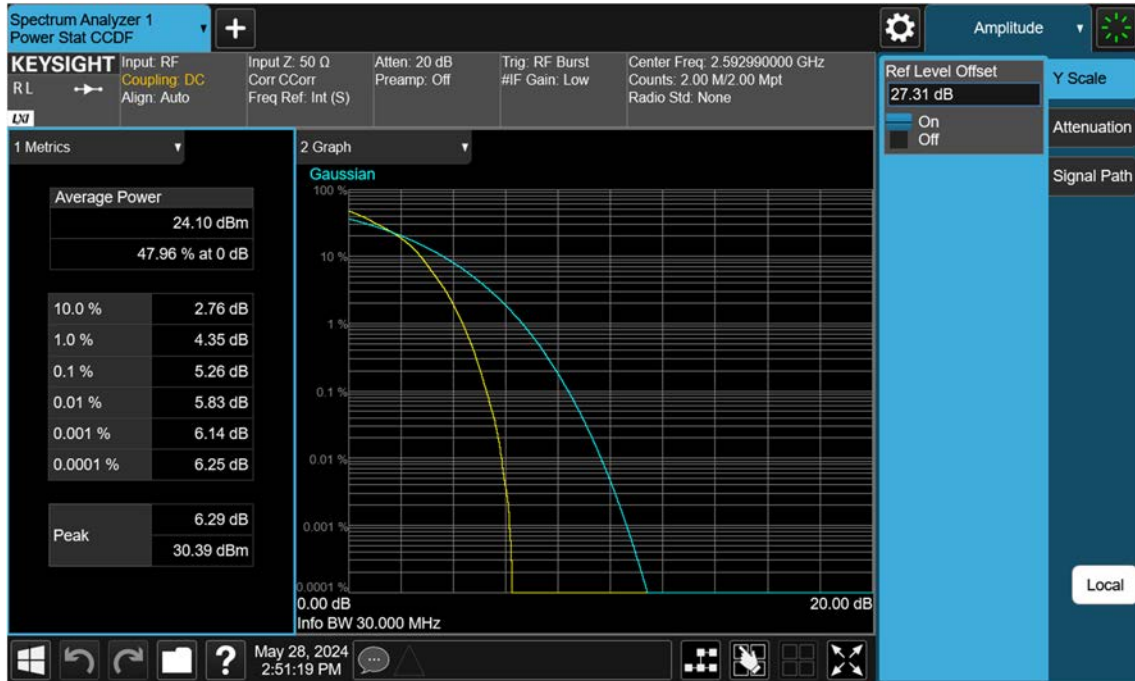 Spectrum Analyzer 1
Power Stat CCDF
+
Amplitude
KEYSIGHT
R L
LXI
Input: RF
Coupling: DC
Align: Auto
Input Z: 50 Ω
Corr CCorr
Freq Ref: Int (S)
Atten: 20 dB
Preamp: Off
Trig: RF Burst
#IF Gain: Low
Center Freq: 2.592990000 GHz
Counts: 2.00 M/2.00 Mpt
Radio Std: None
Ref Level Offset
27.31 dB
On
Off
Y Scale
Attenuation
Signal Path
1 Metrics
Average Power
24.10 dBm
47.96 % at 0 dB
10.0 % 2.76 dB
1.0 % 4.35 dB
0.1 % 5.26 dB
0.01 % 5.83 dB
0.001 % 6.14 dB
0.0001 % 6.25 dB
Peak
6.29 dB
30.39 dBm
2 Graph
Gaussian
100 %
10 %
1 %
0.1 %
0.01 %
0.001 %
0.0001 %
0.00 dB 20.00 dB
Info BW 30.000 MHz
Local
?
May 28, 2024
2:51:19 PM